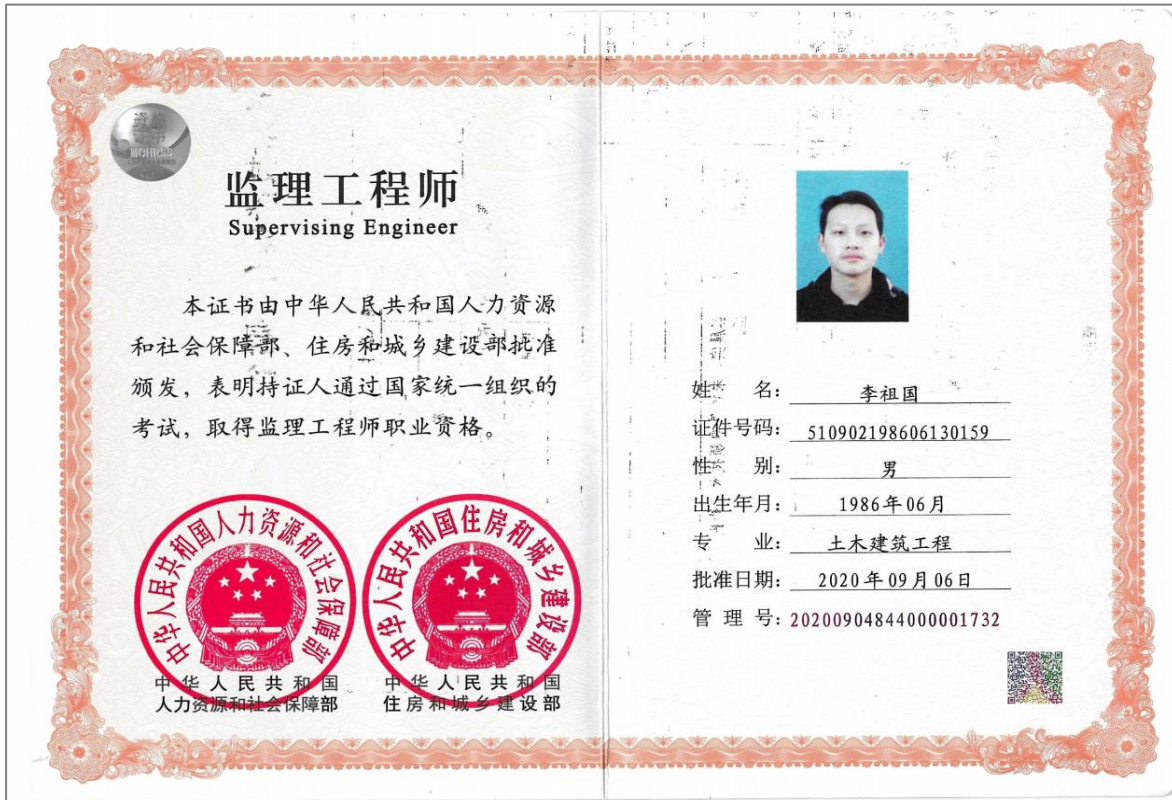 监理工程师
Supervising Engineer
本证书由中华人民共和国人力资源
和社会保障部、住房和城乡建设部批准
颁发，表明持证人通过国家统一组织的
考试，取得监理工程师职业资格。
中华人民共和国人力资源和社会保障部
中华人民共和国住房和城乡建设部
中华人民共和国
人力资源和社会保障部
中华人民共和国
住房和城乡建设部
姓 名： 李祖国
证件号码： 510902198606130159
性 别： 男
出生年月： 1986年06月
专 业： 土木建筑工程
批准日期： 2020年09月06日
管 理 号： 20200904844000001732